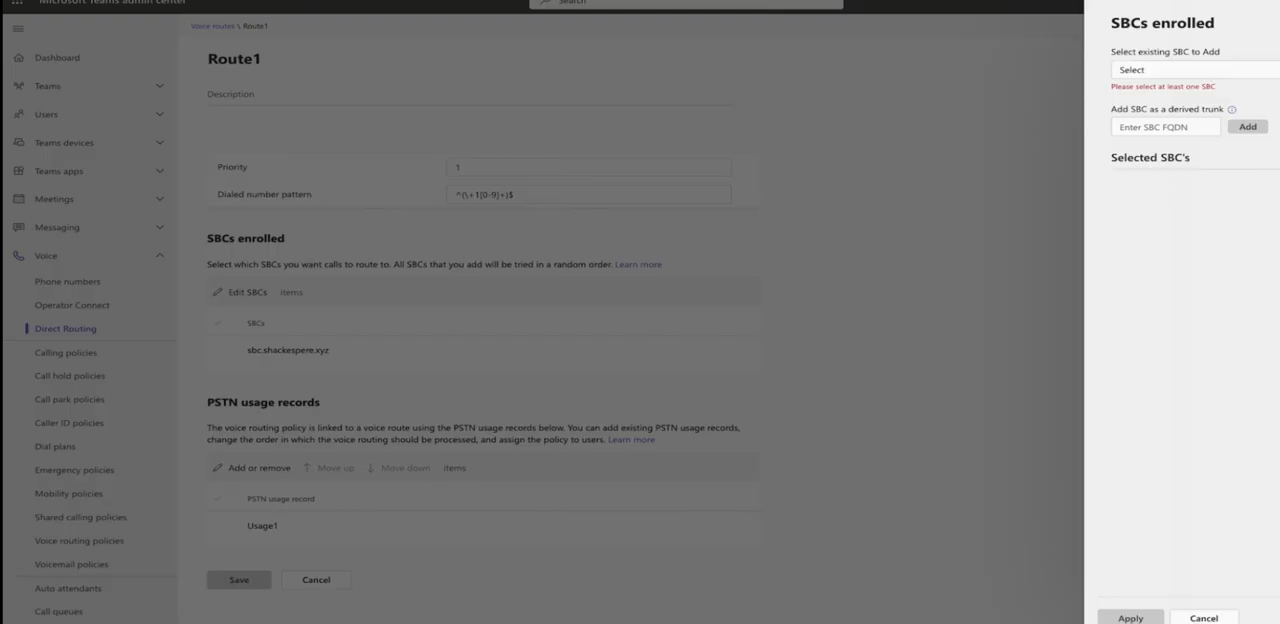 Microsoft Teams admin center
Search
Dashboard
Teams
Users
Teams devices
Teams apps
Meetings
Messaging
Voice
Phone numbers
Operator Connect
Direct Routing
Calling policies
Call hold policies
Call park policies
Caller ID policies
Dial plans
Emergency policies
Mobility policies
Shared calling policies
Voice routing policies
Voicemail policies
Auto attendants
Call queues
Voice routes \ Route1
Route1
Description
Priority
1
Dialed number pattern
^(\+1[0-9]+)$
SBCs enrolled
Select which SBCs you want calls to route to. All SBCs that you add will be tried in a random order. Learn more
Edit SBCs items
SBCs
sbc.shackespere.xyz
PSTN usage records
The voice routing policy is linked to a voice route using the PSTN usage records below. You can add existing PSTN usage records,
change the order in which the voice routing should be processed, and assign the policy to users. Learn more
Add or remove Move up Move down items
PSTN usage record
Usage1
Save Cancel
SBCs enrolled
Select existing SBC to Add
Select
Please select at least one SBC
Add SBC as a derived trunk
Enter SBC FQDN Add
Selected SBC's
Apply Cancel